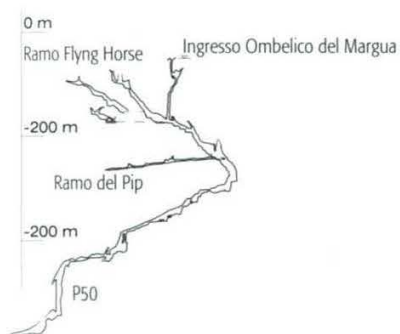 0 m
Ingresso Ombelico del Margua
Ramo Flyng Horse
-200 m
Ramo del Pip
-200 m
P50